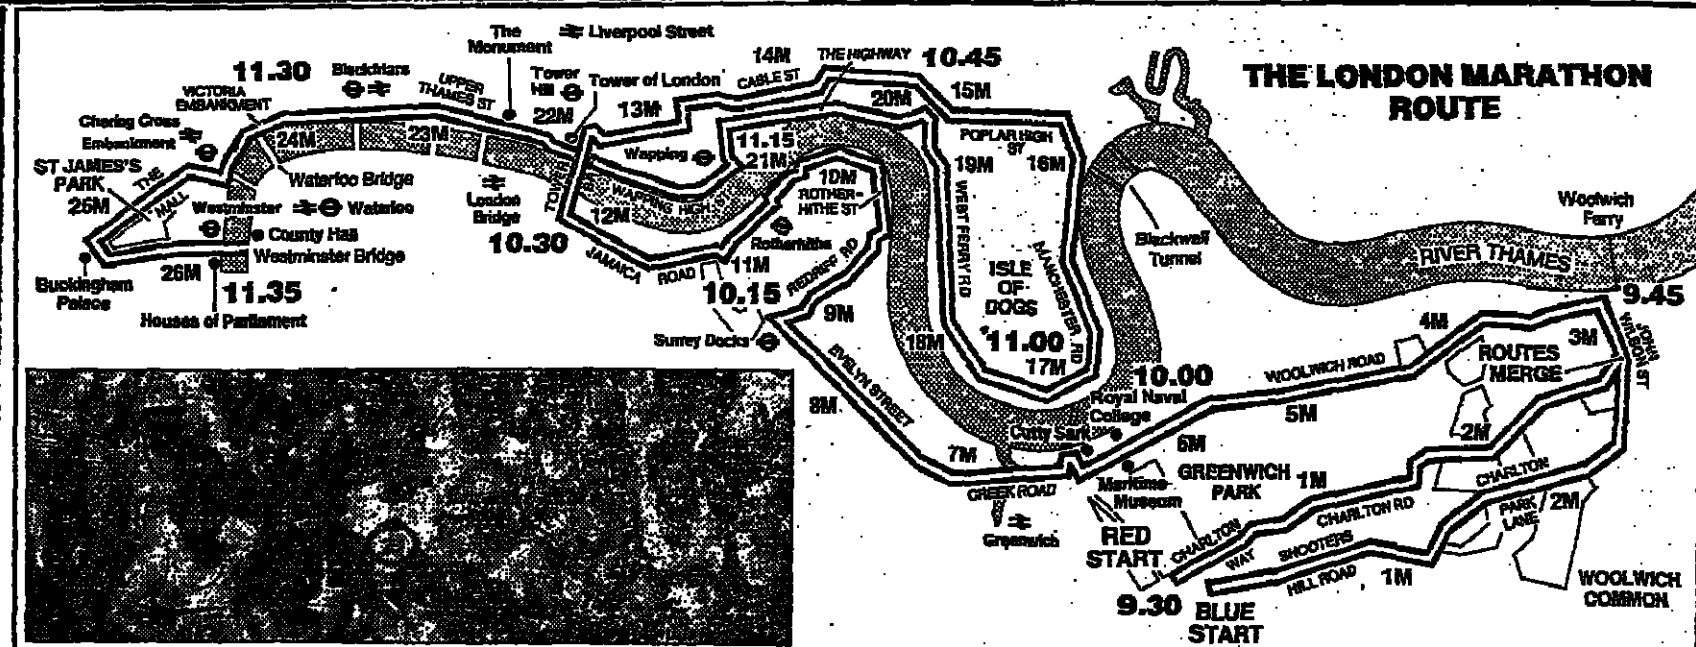 THE LONDON MARATHON
ROUTE
The
Monument
Liverpool Street
14M
THE HIGHWAY
10.45
11.30
Blackfriars
UPPER
THAMES ST
Tower
Hill
Tower of London
CABLE ST
VICTORIA
EMBANKMENT
22M
13M
20M
15M
Charing Cross
Embankment
24M
23M
11.15
21M
POPLAR HIGH
ST
ST JAMES'S
PARK
25M
THE
MALL
Waterloo Bridge
Wapping
19M
16M
10M
ROTHER-
HITHE ST
Westminster
Waterloo
London
Bridge
TOWER
WAPPING HIGH
12M
WEST FERRY RD
Woolwich
Ferry
County Hall
Westminster Bridge
10.30
JAMAICA
ROAD
Rotherhithe
REDRIFF RD
Blackwall
Tunnel
RIVER THAMES
26M
Buckingham
Palace
11.35
Houses of Parliament
11M
10.15
ISLE
OF
DOGS
MANCHESTER RD
9.45
9M
Surrey Docks
18M
11.00
17M
4M
3M
JOHN
WILSON ST
ROUTES
MERGE
EVELYN STREET
10.00
Royal Naval
College
WOOLWICH ROAD
8M
5M
Cutty Sark
6M
2M
7M
GREENWICH
PARK
1M
CHARLTON
CREEK ROAD
Maritime
Museum
CHARLTON RD
PARK
LANE
2M
Greenwich
RED
START
CHARLTON
WAY
SHOOTERS
HILL ROAD
1M
WOOLWICH
COMMON
9.30
BLUE
START